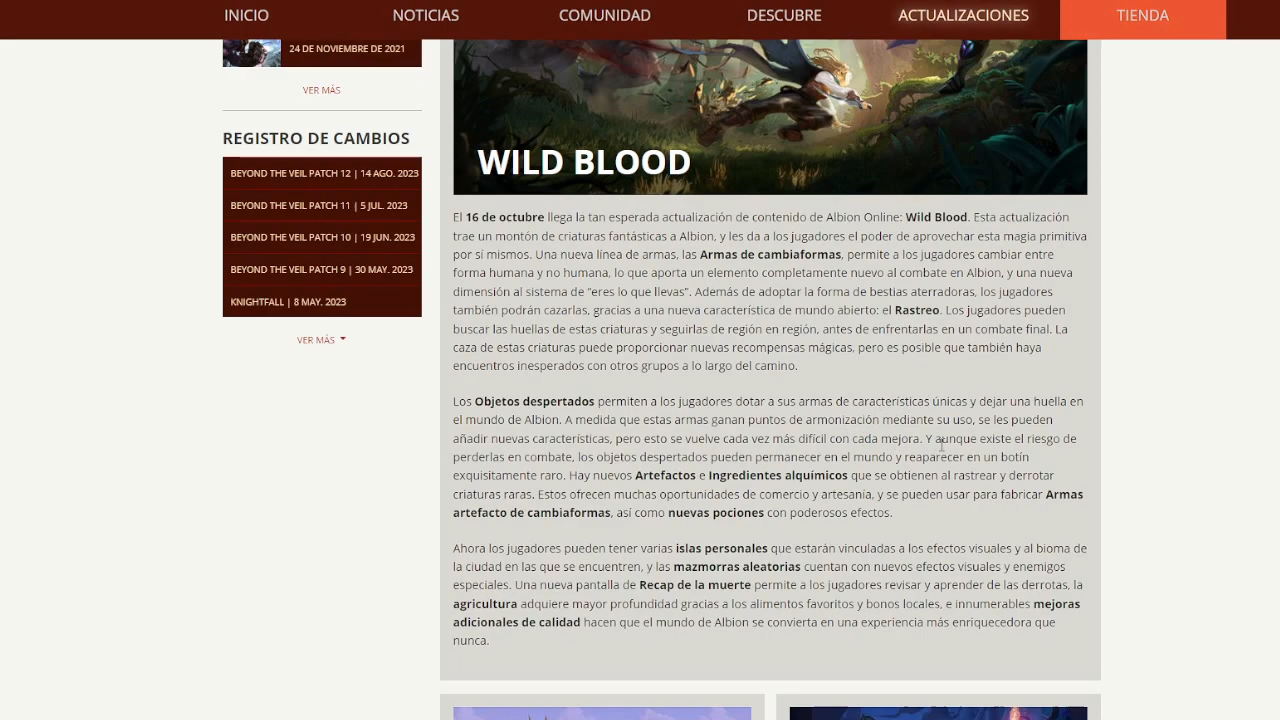 INICIO
NOTICIAS
COMUNIDAD
DESCUBRE
ACTUALIZACIONES
TIENDA
24 DE NOVIEMBRE DE 2021
VER MÁS
REGISTRO DE CAMBIOS
BEYOND THE VEIL PATCH 12 | 14 AGO. 2023
BEYOND THE VEIL PATCH 11 | 5 JUL. 2023
BEYOND THE VEIL PATCH 10 | 19 JUN. 2023
BEYOND THE VEIL PATCH 9 | 30 MAY. 2023
KNIGHTFALL | 8 MAY. 2023
VER MÁS
WILD BLOOD
El 16 de octubre llega la tan esperada actualización de contenido de Albion Online: Wild Blood. Esta actualización
trae un montón de criaturas fantásticas a Albion, y les da a los jugadores el poder de aprovechar esta magia primitiva
por sí mismos. Una nueva línea de armas, las Armas de cambiaformas, permite a los jugadores cambiar entre
forma humana y no humana, lo que aporta un elemento completamente nuevo al combate en Albion, y una nueva
dimensión al sistema de "eres lo que llevas". Además de adoptar la forma de bestias aterradoras, los jugadores
también podrán cazarlas, gracias a una nueva característica de mundo abierto: el Rastreo. Los jugadores pueden
buscar las huellas de estas criaturas y seguirlas de región en región, antes de enfrentarlas en un combate final. La
caza de estas criaturas puede proporcionar nuevas recompensas mágicas, pero es posible que también haya
encuentros inesperados con otros grupos a lo largo del camino.
Los Objetos despertados permiten a los jugadores dotar a sus armas de características únicas y dejar una huella en
el mundo de Albion. A medida que estas armas ganan puntos de armonización mediante su uso, se les pueden
añadir nuevas características, pero esto se vuelve cada vez más difícil con cada mejora. Y aunque existe el riesgo de
perderlas en combate, los objetos despertados pueden permanecer en el mundo y reaparecer en un botín
exquisitamente raro. Hay nuevos Artefactos e Ingredientes alquímicos que se obtienen al rastrear y derrotar
criaturas raras. Estos ofrecen muchas oportunidades de comercio y artesanía, y se pueden usar para fabricar Armas
artefacto de cambiaformas, así como nuevas pociones con poderosos efectos.
Ahora los jugadores pueden tener varias islas personales que estarán vinculadas a los efectos visuales y al bioma de
la ciudad en las que se encuentren, y las mazmorras aleatorias cuentan con nuevos efectos visuales y enemigos
especiales. Una nueva pantalla de Recap de la muerte permite a los jugadores revisar y aprender de las derrotas, la
agricultura adquiere mayor profundidad gracias a los alimentos favoritos y bonos locales, e innumerables mejoras
adicionales de calidad hacen que el mundo de Albion se convierta en una experiencia más enriquecedora que
nunca.